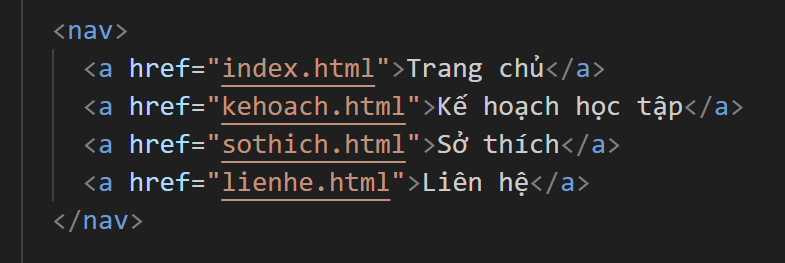 <nav>
<a href="index.html">Trang chủ</a>
<a href="kehoach.html">Kế hoạch học tập</a>
<a href="sothich.html">Sở thích</a>
<a href="lienhe.html">Liên hệ</a>
</nav>